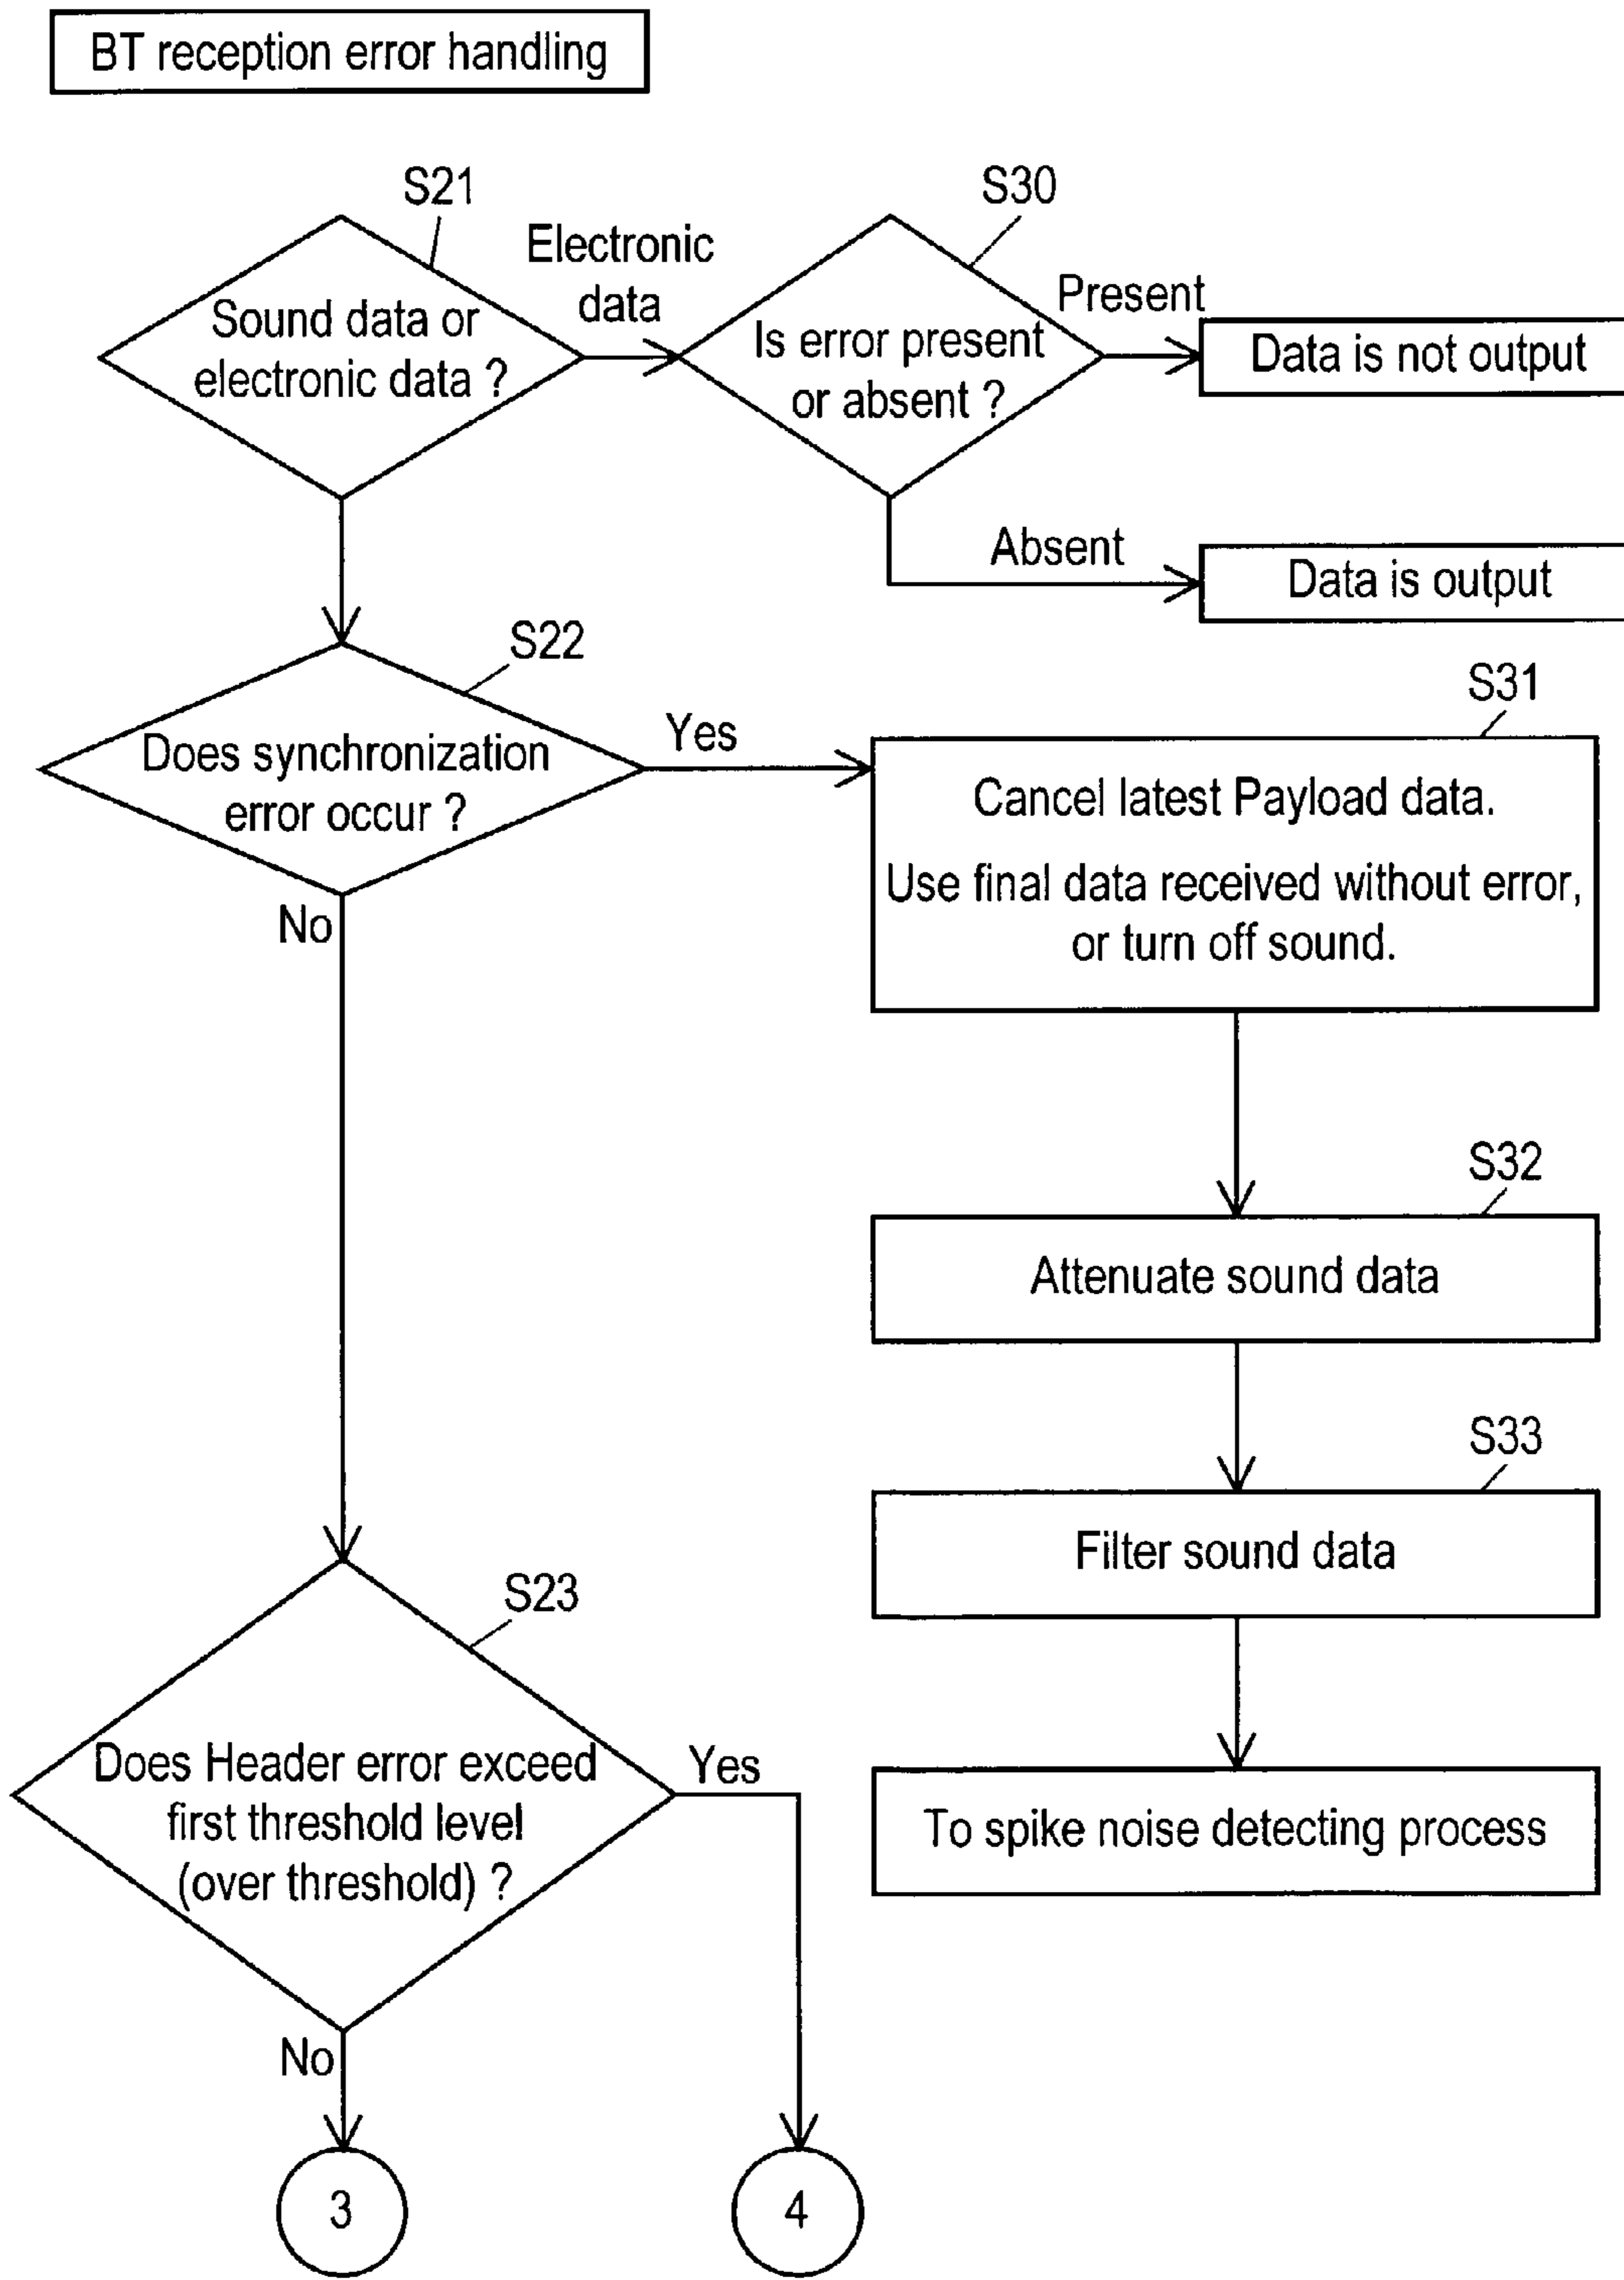 BT reception error handling
S21
S30
Electronic
data
Sound data or
electronic data ?
Is error present
or absent ?
Present
Data is not output
Absent
Data is output
S22
Does synchronization
error occur ?
Yes
No
S31
Cancel latest Payload data.
Use final data received without error,
or turn off sound.
S32
Attenuate sound data
S33
Filter sound data
To spike noise detecting process
S23
Does Header error exceed
first threshold level
(over threshold) ?
Yes
No
3
4